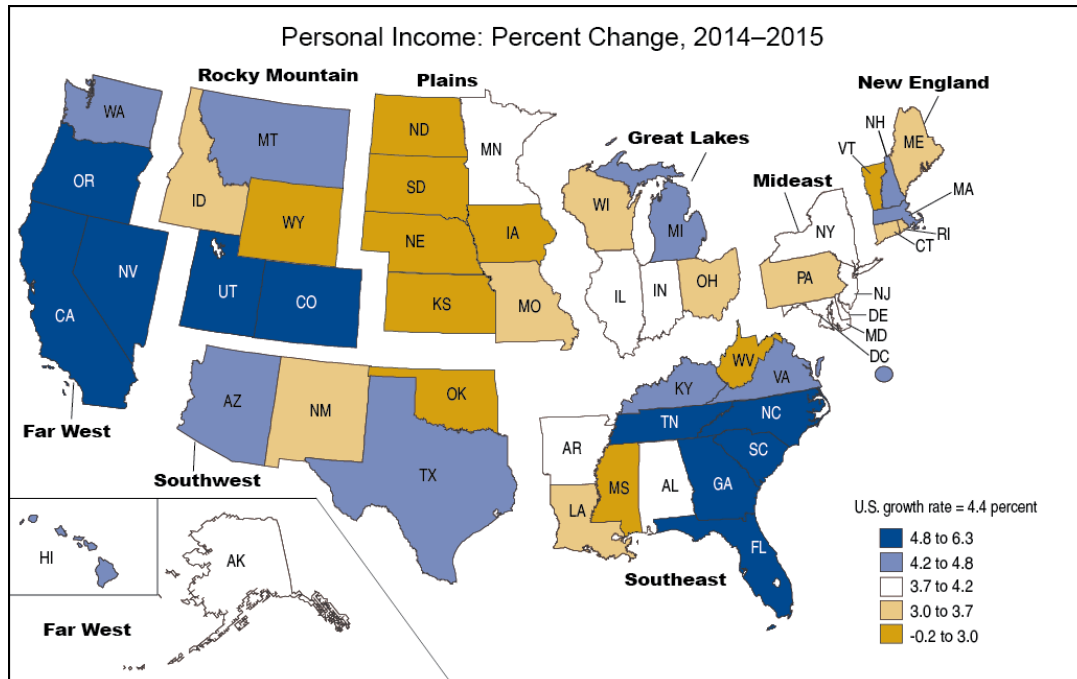 Personal Income: Percent Change, 2014–2015
Rocky Mountain
Plains
New England
Great Lakes
Mideast
WA
MT
ND
MN
OR
ID
SD
WI
MI
NH
ME
VT
MA
NY
RI
CT
WY
NE
IA
PA
NV
UT
CO
KS
MO
IL
IN
OH
NJ
DE
MD
DC
CA
WV
KY
VA
Far West
AZ
NM
OK
TN
NC
AR
SC
Southwest
TX
LA
MS
AL
GA
FL
Southeast
U.S. growth rate = 4.4 percent
4.8 to 6.3
4.2 to 4.8
3.7 to 4.2
3.0 to 3.7
-0.2 to 3.0
HI
AK
Far West